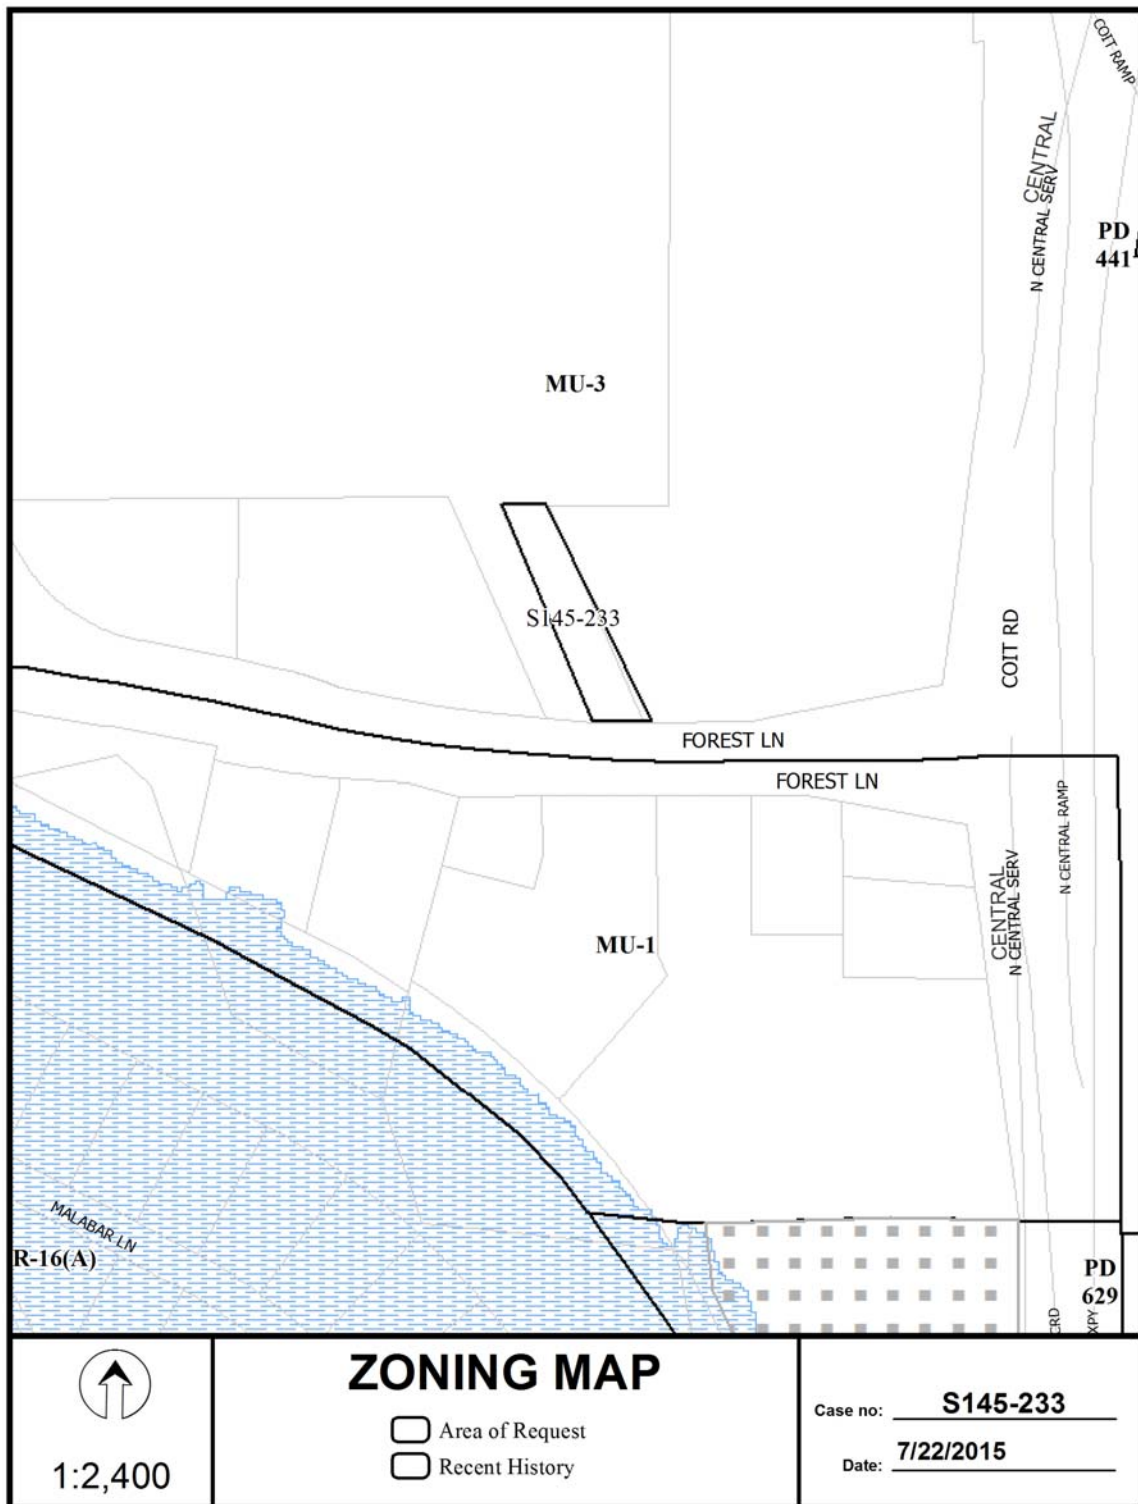 COIT RAMP
CENTRAL
N CENTRAL SERV
PD
441
MU-3
S145-233
COIT RD
FOREST LN
FOREST LN
N CENTRAL RAMP
CENTRAL
N CENTRAL SERV
MU-1
MALABAR LN
R-16(A)
PD
629
CRD
XPY
ZONING MAP
Area of Request
Recent History
1:2,400
Case no: S145-233
Date: 7/22/2015